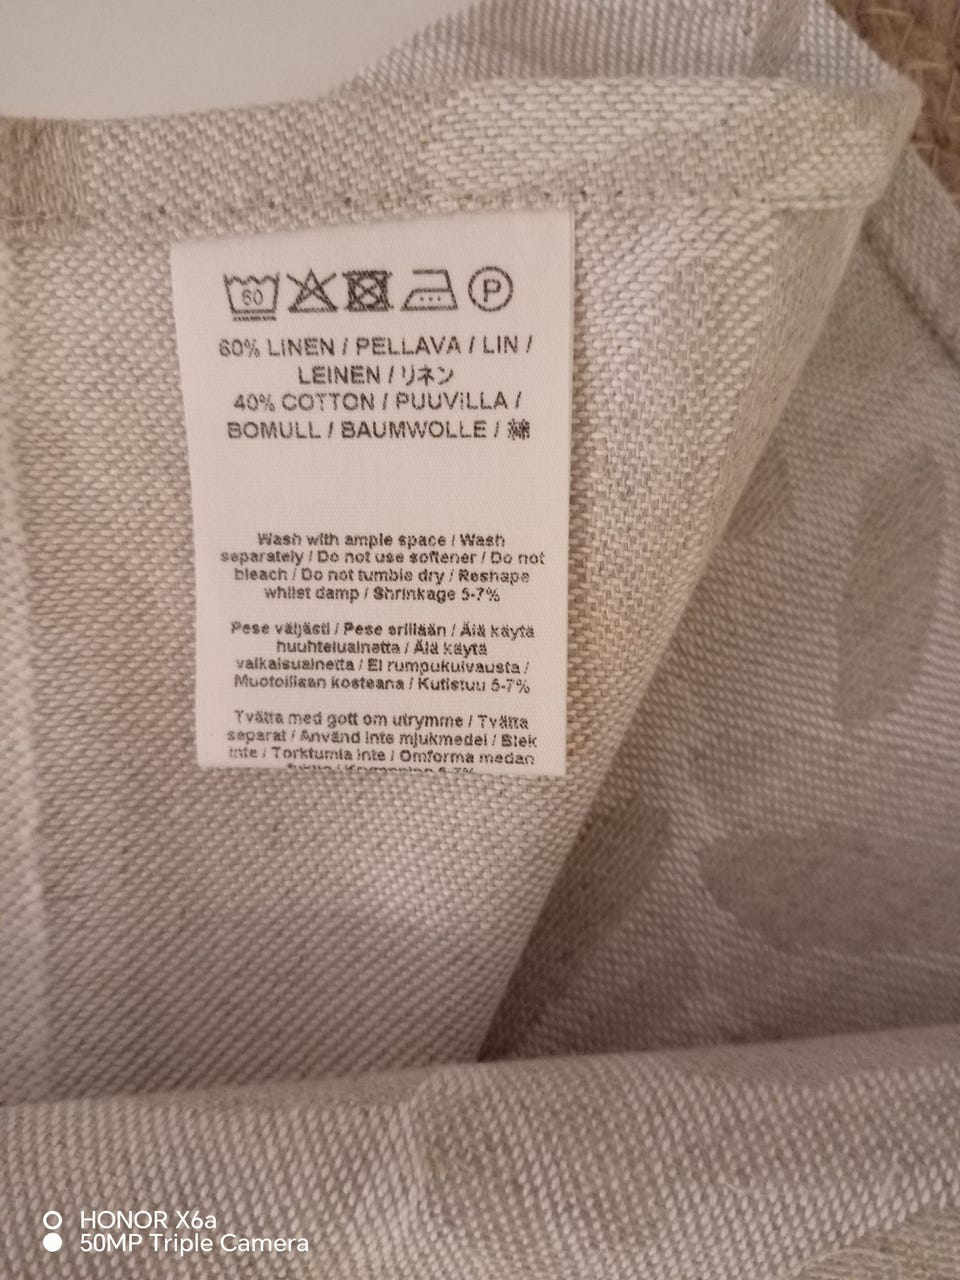 60 P
60% LINEN / PELLAVA / LIN /
LEINEN / リネン
40% COTTON / PUUVILLA /
BOMULL / BAUMWOLLE / 綿
Wash with ample space / Wash
separately / Do not use softener / Do not
bleach / Do not tumble dry / Reshape
whilst damp / Shrinkage 5-7%
Pese väljästi / Pese erillään / Älä käytä
huuhteluainetta / Älä käytä
valkaisuainetta / Ei rumpukuivausta /
Muotoillaan kosteana / Kutistuu 5-7%
Tvätta med gott om utrymme / Tvätta
separat / Använd inte mjukmedel / Blek
inte / Torktumla inte / Omforma medan
fuktig / Krympning 5-7%
HONOR X6a
50MP Triple Camera